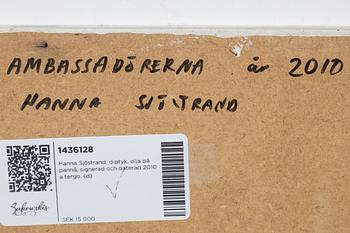 AMBASSADÖRERNA år 2010
HANNA SJÖSTRAND
1436128
Hanna Sjöstrand, diptyk, olja på
pannå, signerad och daterad 2010
a tergo. (d)
Bukowskis
SEK 15 000